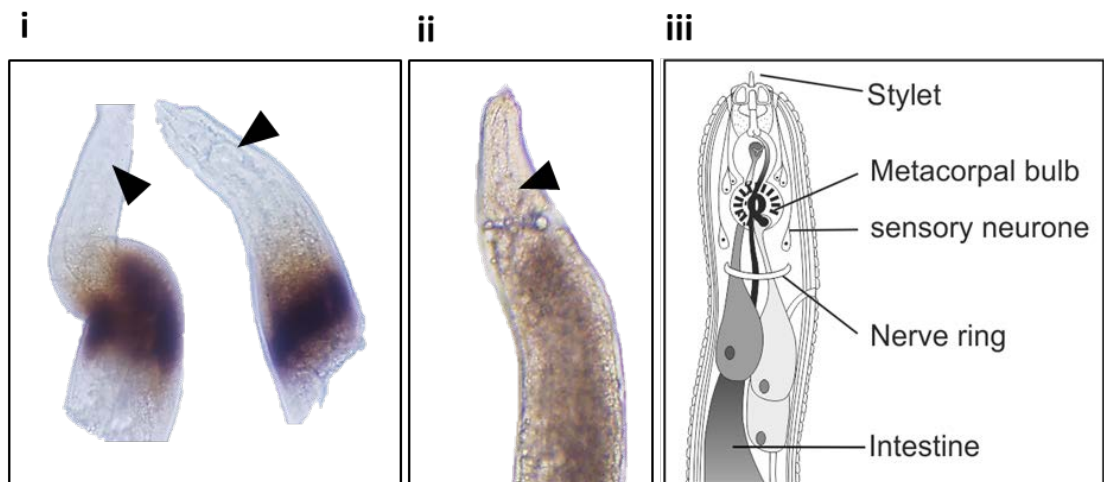 i
ii
iii
Stylet
Metacorpal bulb
sensory neurone
Nerve ring
Intestine